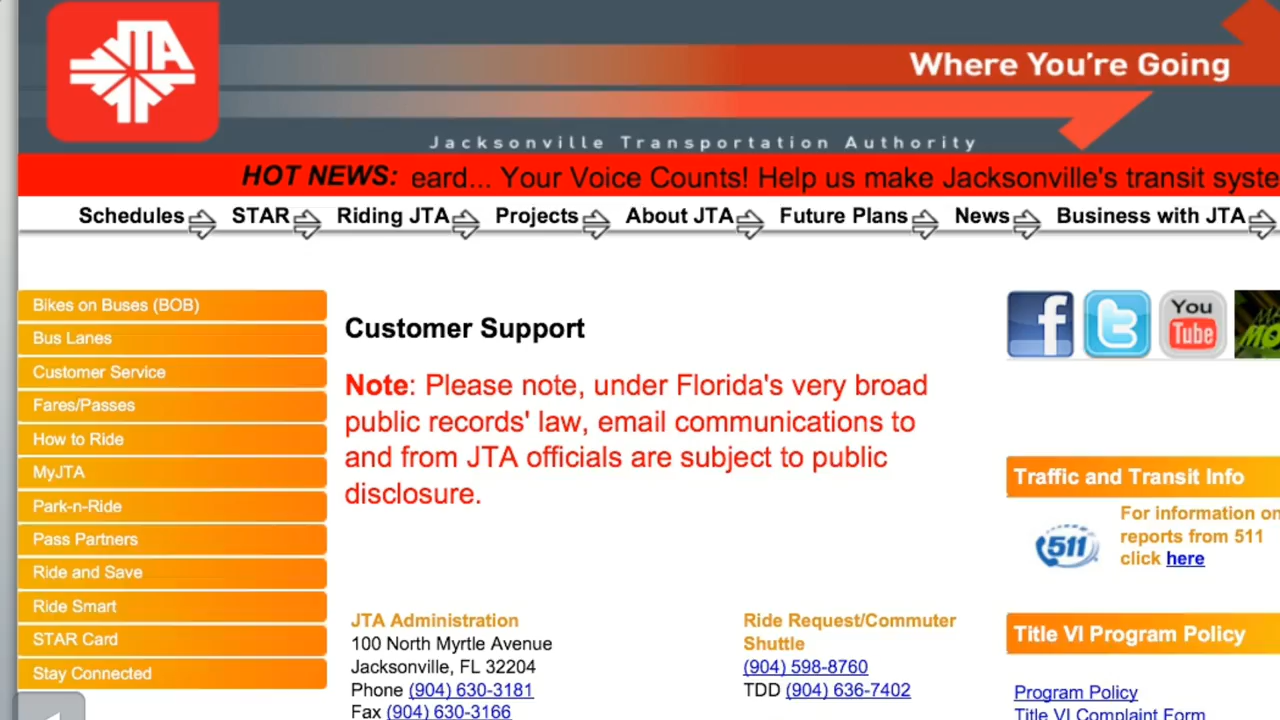 JTA
Where You're Going
Jacksonville Transportation Authority
HOT NEWS: eard... Your Voice Counts! Help us make Jacksonville's transit syste
Schedules STAR Riding JTA Projects About JTA Future Plans News Business with JTA
Bikes on Buses (BOB)
Bus Lanes
Customer Service
Fares/Passes
How to Ride
MyJTA
Park-n-Ride
Pass Partners
Ride and Save
Ride Smart
STAR Card
Stay Connected
Customer Support
Note: Please note, under Florida's very broad
public records' law, email communications to
and from JTA officials are subject to public
disclosure.
JTA Administration
100 North Myrtle Avenue
Jacksonville, FL 32204
Phone (904) 630-3181
Fax (904) 630-3166
Ride Request/Commuter
Shuttle
(904) 598-8760
TDD (904) 636-7402
f
t
You
Tube
Traffic and Transit Info
511
For information on
reports from 511
click here
Title VI Program Policy
Program Policy
Title VI Complaint Form